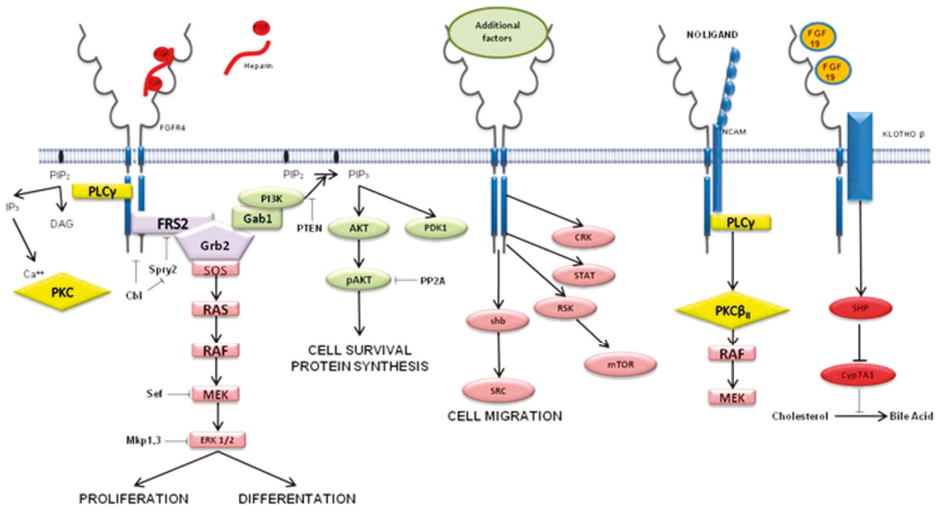 Additional
factors
NO LIGAND
FGF
19
FGF
19
Heparin
FGFR4
NCAM
KLOTHO β
PIP2
PIP2
PIP3
PLCγ
PI3K
IP3
DAG
FRS2
Gab1
PTEN
AKT
PDK1
CRK
PLCγ
Grb2
Ca**
Spry2
SOS
STAT
PKC
Cbl
pAKT
PP2A
RSK
PKCβII
SHP
RAS
shb
RAF
CELL SURVIVAL
PROTEIN SYNTHESIS
RAF
mTOR
Cyp7A1
Sef
MEK
SRC
MEK
CELL MIGRATION
Cholesterol
Bile Acid
Mkp1,3
ERK 1/2
PROLIFERATION
DIFFERENTATION